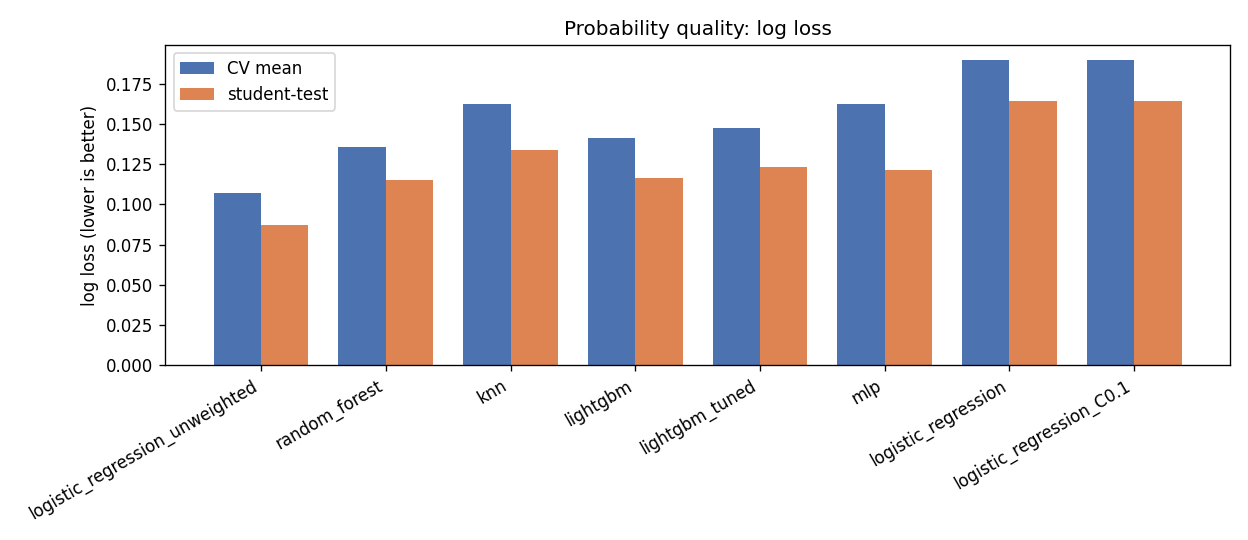 Probability quality: log loss
CV mean
student-test
log loss (lower is better)
0.175
0.150
0.125
0.100
0.075
0.050
0.025
0.000
logistic_regression_unweighted
random_forest
knn
lightgbm
lightgbm_tuned
mlp
logistic_regression
logistic_regression_C0.1